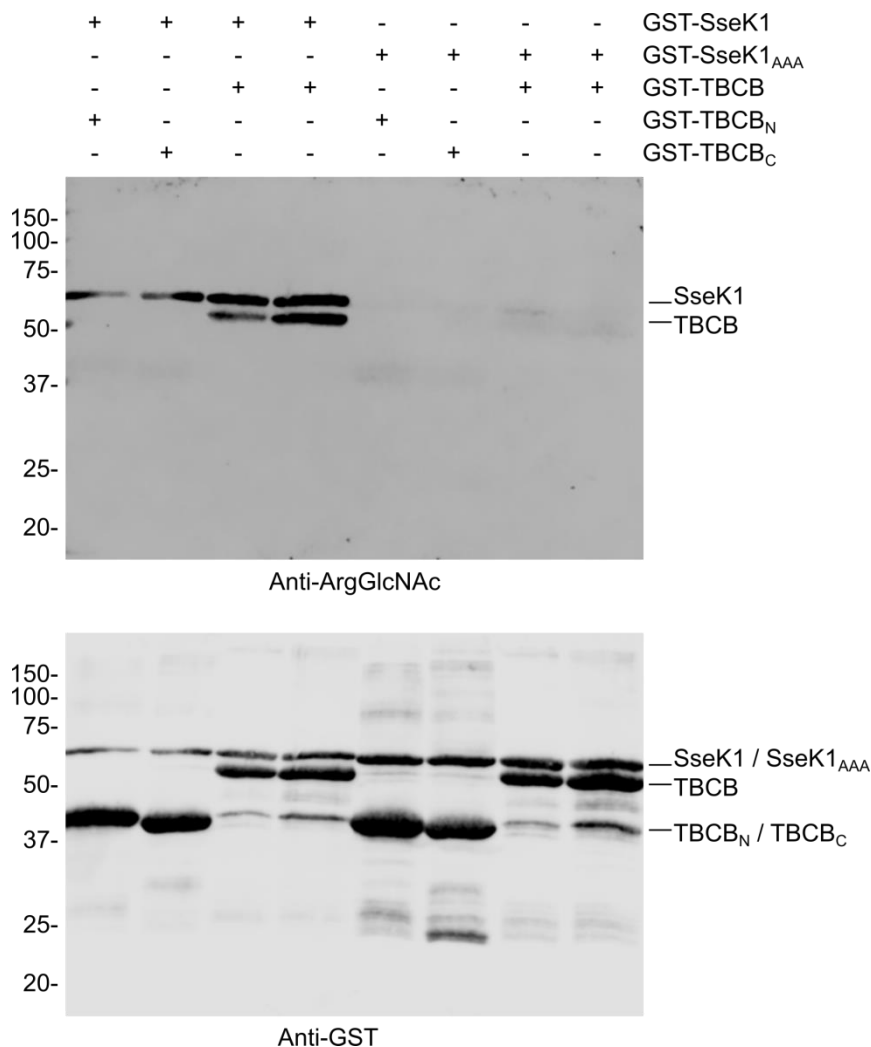 + + + + - - - - GST-SseK1
- - - - + + + + GST-SseK1AAA
- - + + - - + + GST-TBCB
+ - - - + - - - GST-TBCBN
- + - - - + - - GST-TBCBC
150-
100-
75-
SseK1
50-
TBCB
37-
25-
20-
Anti-ArgGlcNAc
150-
100-
75-
SseK1 / SseK1AAA
50-
TBCB
37-
TBCBN / TBCBC
25-
20-
Anti-GST